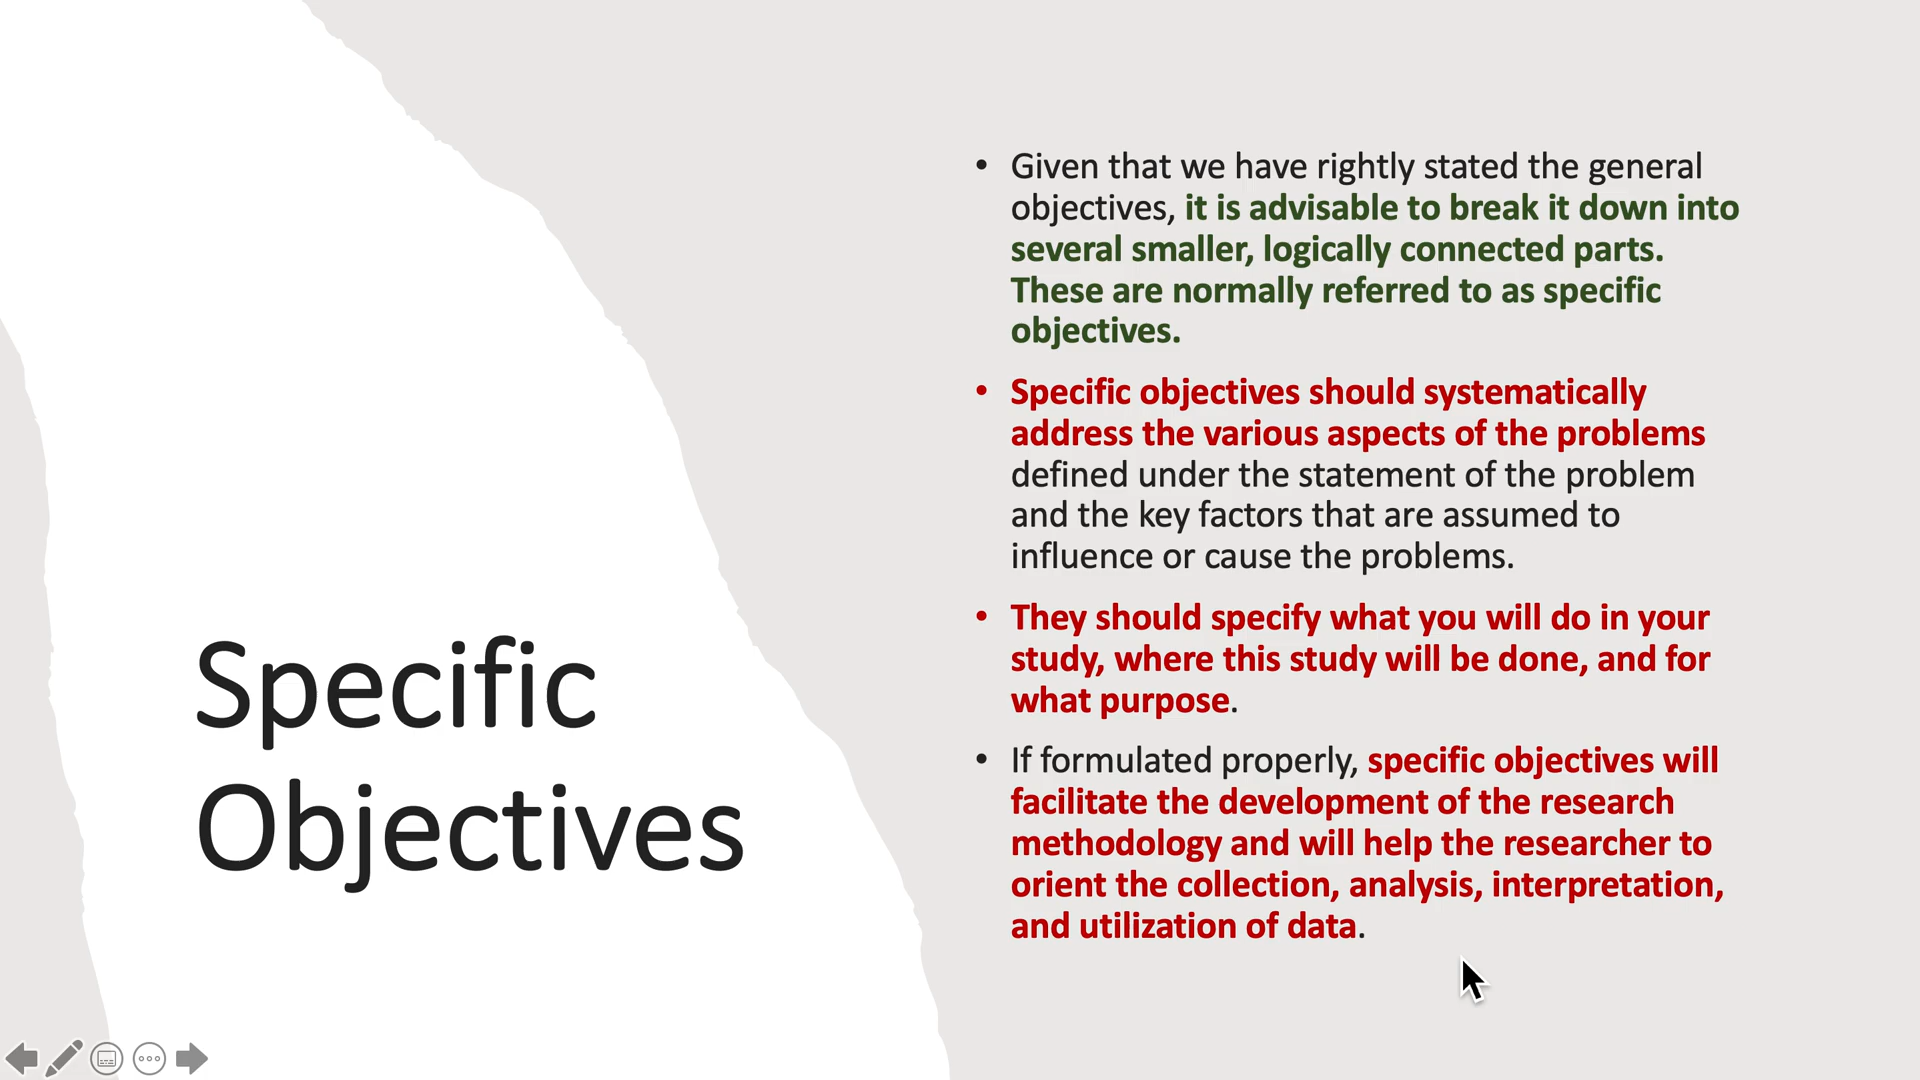 Specific
Objectives
• Given that we have rightly stated the general
objectives, it is advisable to break it down into
several smaller, logically connected parts.
These are normally referred to as specific
objectives.
• Specific objectives should systematically
address the various aspects of the problems
defined under the statement of the problem
and the key factors that are assumed to
influence or cause the problems.
• They should specify what you will do in your
study, where this study will be done, and for
what purpose.
• If formulated properly, specific objectives will
facilitate the development of the research
methodology and will help the researcher to
orient the collection, analysis, interpretation,
and utilization of data.